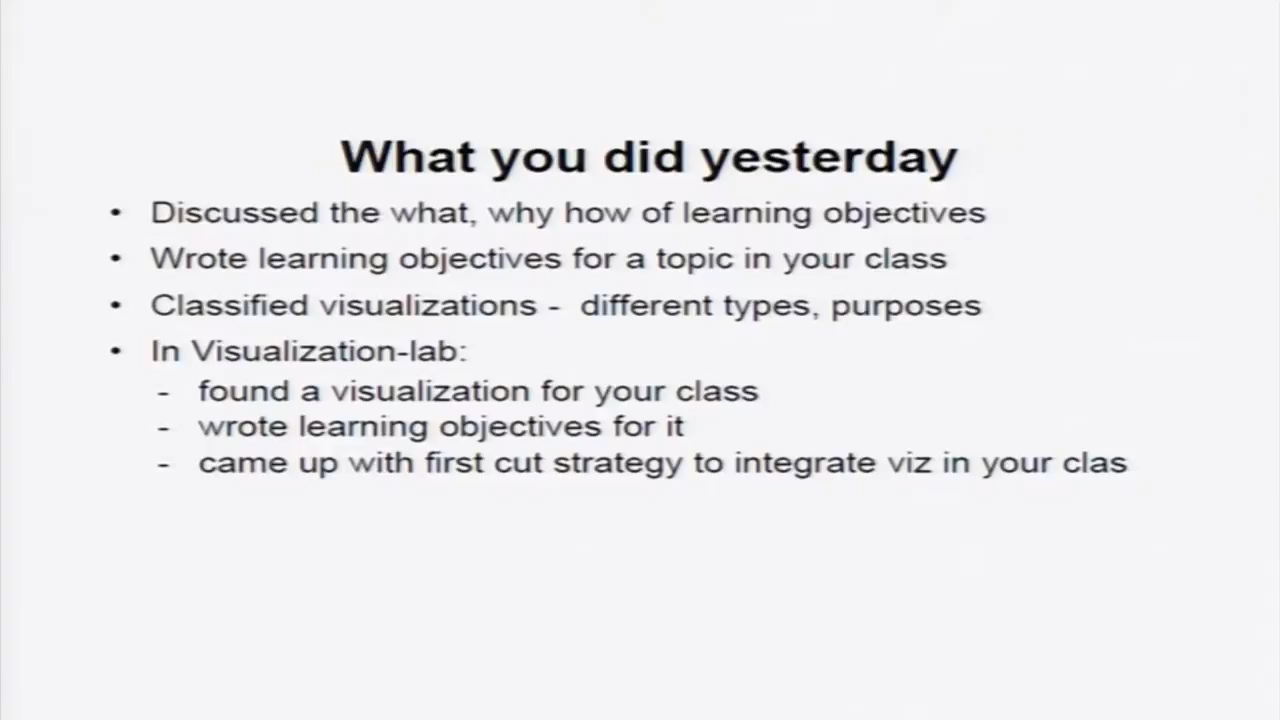 What you did yesterday
• Discussed the what, why how of learning objectives
• Wrote learning objectives for a topic in your class
• Classified visualizations - different types, purposes
• In Visualization-lab:
- found a visualization for your class
- wrote learning objectives for it
- came up with first cut strategy to integrate viz in your clas